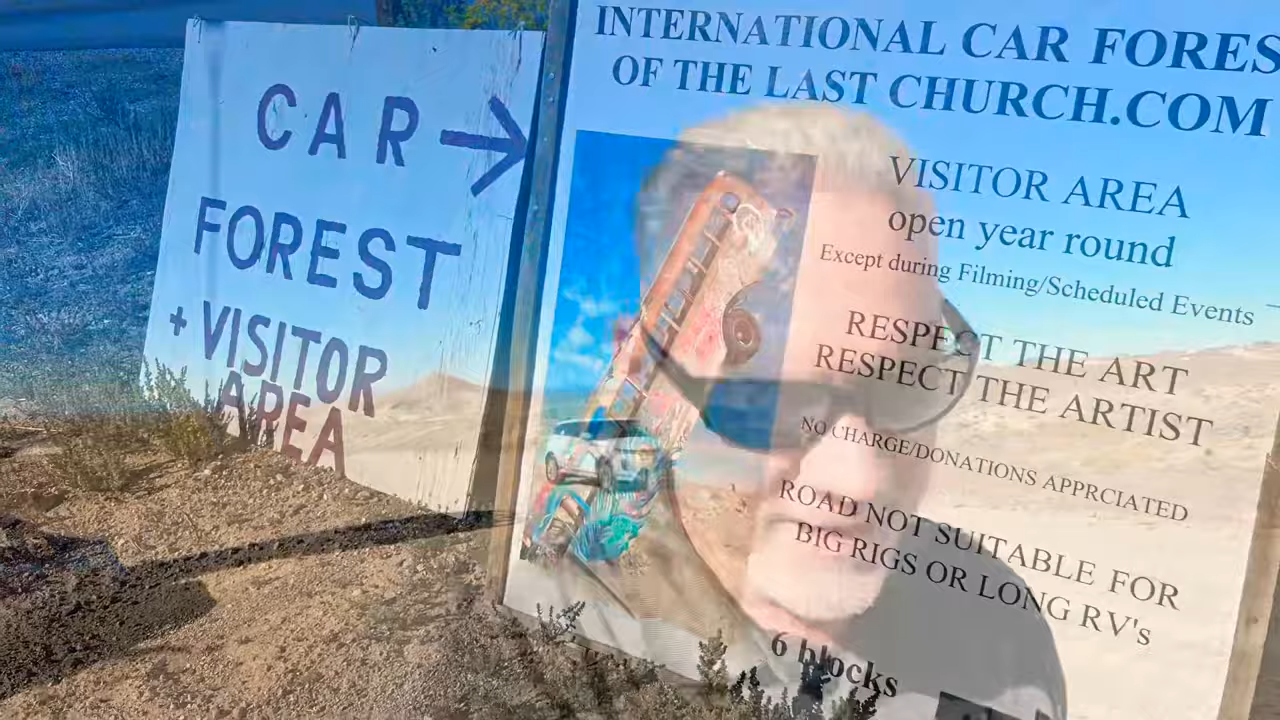 CAR →
FOREST
+ VISITOR
AREA
INTERNATIONAL CAR FORES
OF THE LAST CHURCH.COM
VISITOR AREA
open year round
Except during Filming/Scheduled Events
RESPECT THE ART
RESPECT THE ARTIST
NO CHARGE/DONATIONS APPRCIATED
ROAD NOT SUITABLE FOR
BIG RIGS OR LONG RV's
6 blocks